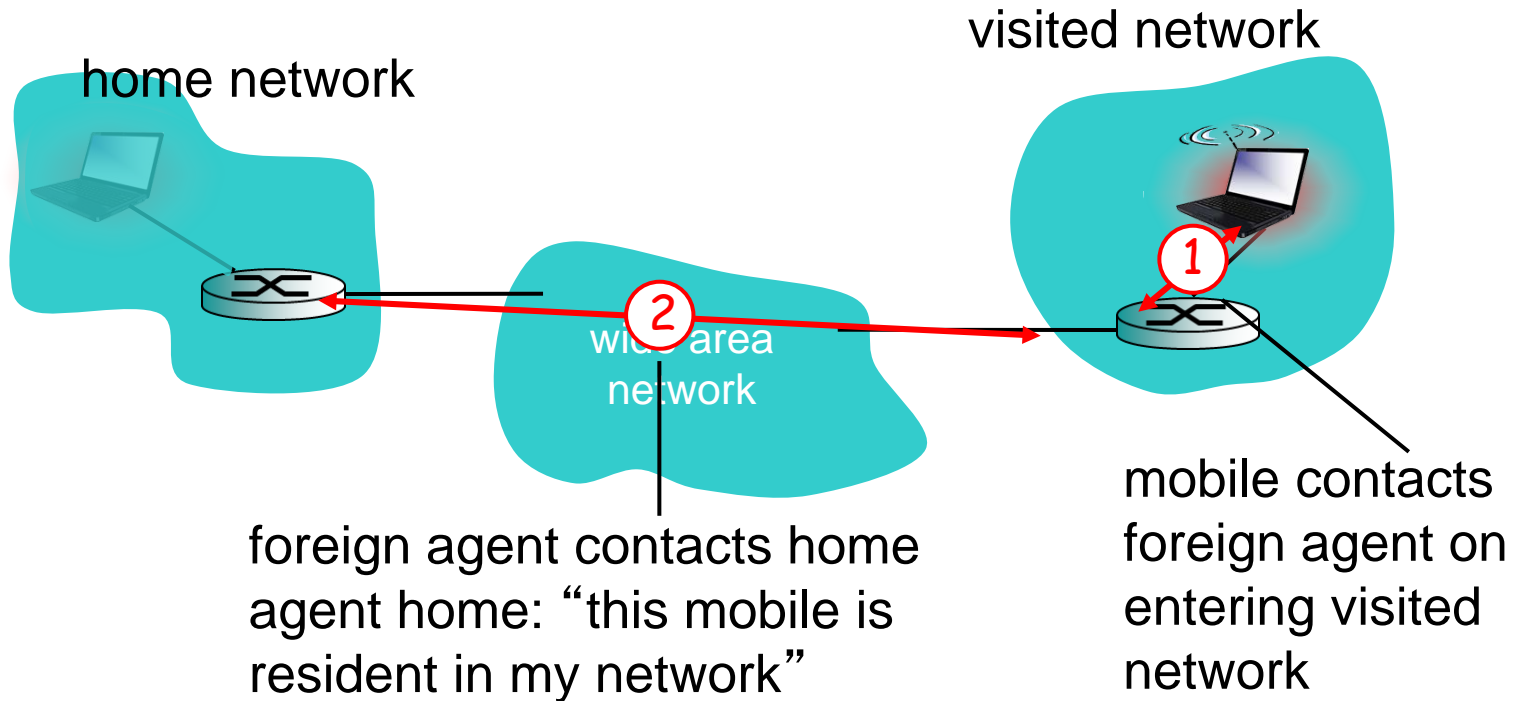 visited network
home network
1
2
wide area
network
foreign agent contacts home
agent home: “this mobile is
resident in my network”
mobile contacts
foreign agent on
entering visited
network